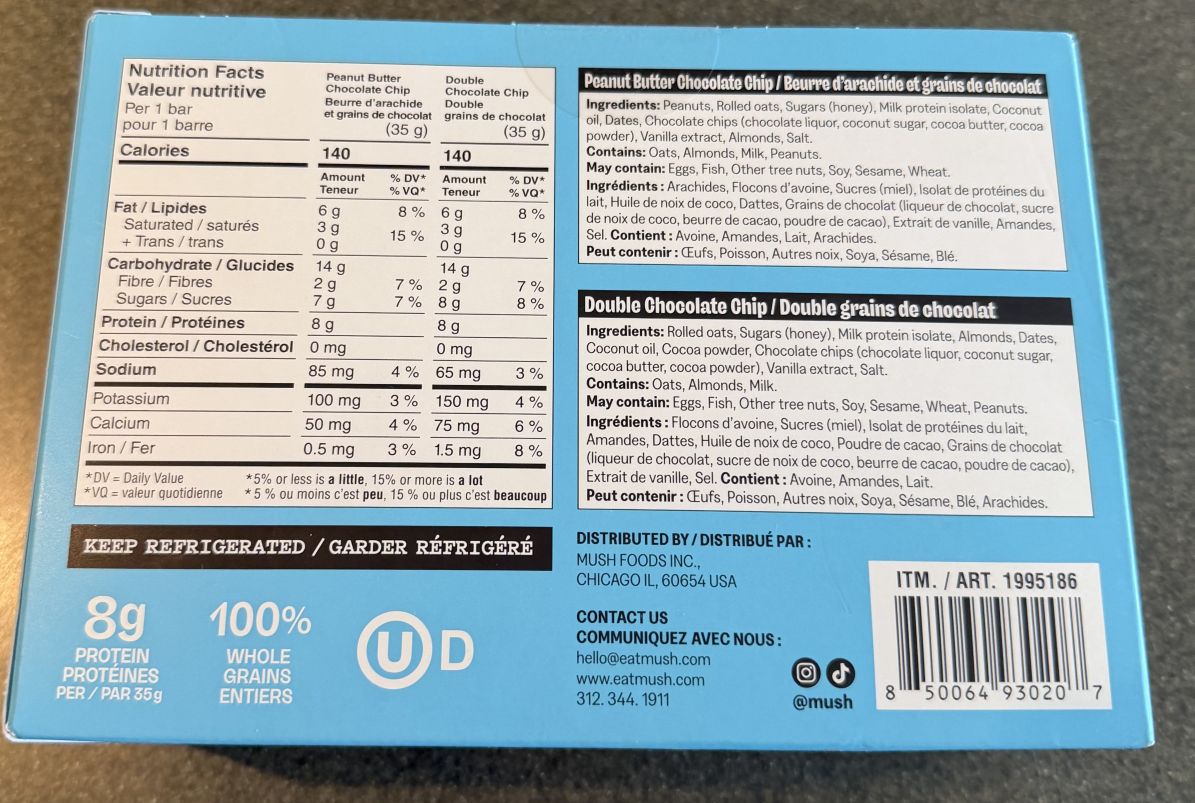 Nutrition Facts
Valeur nutritive
Per 1 bar
pour 1 barre
Peanut Butter
Chocolate Chip
Beurre d'arachide
et grains de chocolat
(35 g)
Double
Chocolate Chip
Double
grains de chocolat
(35 g)
Calories 140 140
Amount % DV* Amount % DV*
Teneur % VQ* Teneur % VQ*
Fat / Lipides 6 g 8 % 6 g 8 %
Saturated / saturés 3 g 3 g
15 % 15 %
+ Trans / trans 0 g 0 g
Carbohydrate / Glucides 14 g 14 g
Fibre / Fibres 2 g 7 % 2 g 7 %
Sugars / Sucres 7 g 7 % 8 g 8 %
Protein / Protéines 8 g 8 g
Cholesterol / Cholestérol 0 mg 0 mg
Sodium 85 mg 4 % 65 mg 3 %
Potassium 100 mg 3 % 150 mg 4 %
Calcium 50 mg 4 % 75 mg 6 %
Iron / Fer 0.5 mg 3 % 1.5 mg 8 %
*DV = Daily Value *5% or less is a little, 15% or more is a lot
*VQ = valeur quotidienne *5 % ou moins c'est peu, 15 % ou plus c'est beaucoup
KEEP REFRIGERATED / GARDER RÉFRIGÉRÉ
8g
PROTEIN
PROTÉINES
PER / PAR 35g
100%
WHOLE
GRAINS
ENTIERS
U D
Peanut Butter Chocolate Chip / Beurre d'arachide et grains de chocolat
Ingredients: Peanuts, Rolled oats, Sugars (honey), Milk protein isolate, Coconut
oil, Dates, Chocolate chips (chocolate liquor, coconut sugar, cocoa butter, cocoa
powder), Vanilla extract, Almonds, Salt.
Contains: Oats, Almonds, Milk, Peanuts.
May contain: Eggs, Fish, Other tree nuts, Soy, Sesame, Wheat.
Ingrédients : Arachides, Flocons d'avoine, Sucres (miel), Isolat de protéines du
lait, Huile de noix de coco, Dattes, Grains de chocolat (liqueur de chocolat, sucre
de noix de coco, beurre de cacao, poudre de cacao), Extrait de vanille, Amandes,
Sel. Contient : Avoine, Amandes, Lait, Arachides.
Peut contenir : Œufs, Poisson, Autres noix, Soya, Sésame, Blé.
Double Chocolate Chip / Double grains de chocolat
Ingredients: Rolled oats, Sugars (honey), Milk protein isolate, Almonds, Dates,
Coconut oil, Cocoa powder, Chocolate chips (chocolate liquor, coconut sugar,
cocoa butter, cocoa powder), Vanilla extract, Salt.
Contains: Oats, Almonds, Milk.
May contain: Eggs, Fish, Other tree nuts, Soy, Sesame, Wheat, Peanuts.
Ingrédients : Flocons d'avoine, Sucres (miel), Isolat de protéines du lait,
Amandes, Dattes, Huile de noix de coco, Poudre de cacao, Grains de chocolat
(liqueur de chocolat, sucre de noix de coco, beurre de cacao, poudre de cacao),
Extrait de vanille, Sel. Contient : Avoine, Amandes, Lait.
Peut contenir : Œufs, Poisson, Autres noix, Soya, Sésame, Blé, Arachides.
DISTRIBUTED BY / DISTRIBUÉ PAR :
MUSH FOODS INC.,
CHICAGO IL, 60654 USA
CONTACT US
COMMUNIQUEZ AVEC NOUS :
hello@eatmush.com
www.eatmush.com
312. 344. 1911
@mush
ITM. / ART. 1995186
8 50064 93020 7